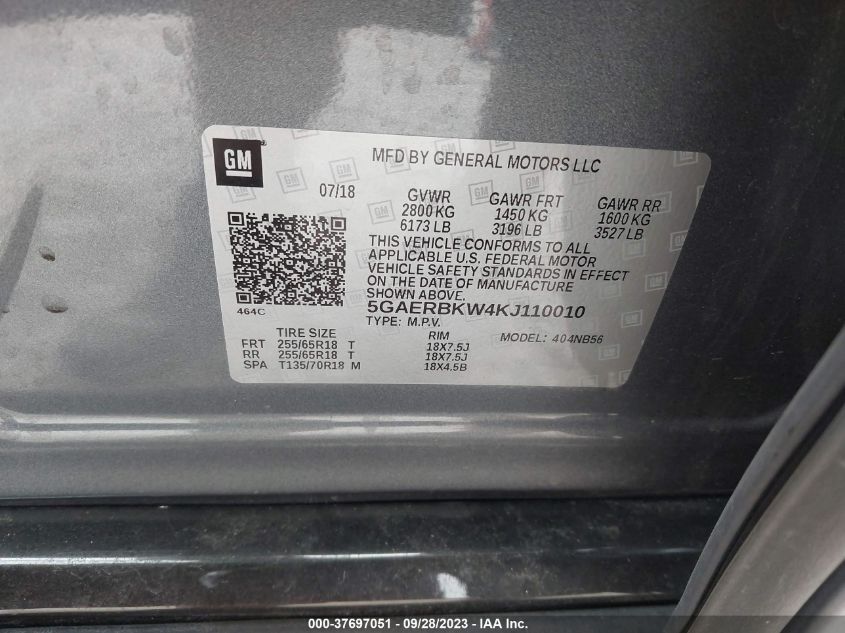 GM
MFD BY GENERAL MOTORS LLC
07/18
GVWR GAWR FRT GAWR RR
2800 KG 1450 KG 1600 KG
6173 LB 3196 LB 3527 LB
THIS VEHICLE CONFORMS TO ALL
APPLICABLE U.S. FEDERAL MOTOR
VEHICLE SAFETY STANDARDS IN EFFECT
ON THE DATE OF MANUFACTURE
SHOWN ABOVE.
464C
5GAERBKW4KJ110010
TYPE: M.P.V. MODEL: 404NB56
TIRE SIZE RIM
FRT 255/65R18 T 18X7.5J
RR 255/65R18 T 18X7.5J
SPA T135/70R18 M 18X4.5B
000-37697051 - 09/28/2023 - IAA Inc.